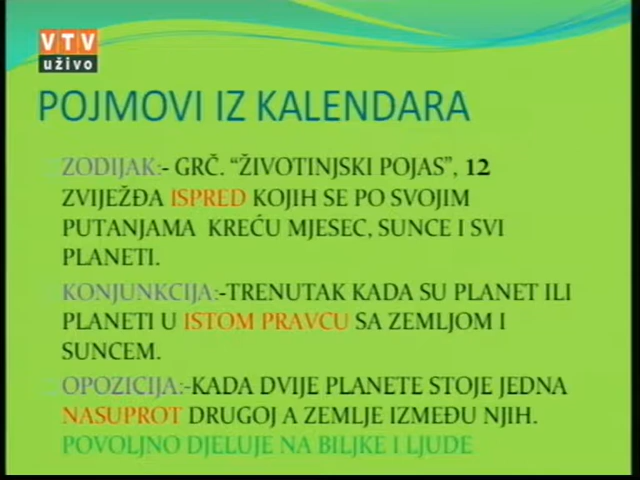 VTV
uživo
POJMOVI IZ KALENDARA
ZODIJAK:- GRČ. “ŽIVOTINJSKI POJAS”, 12
ZVIJEŽĐA ISPRED KOJIH SE PO SVOJIM
PUTANJAMA KREĆU MJESEC, SUNCE I SVI
PLANETI.
KONJUNKCIJA:-TRENUTAK KADA SU PLANET ILI
PLANETI U ISTOM PRAVCU SA ZEMLJOM I
SUNCEM.
OPOZICIJA:-KADA DVIJE PLANETE STOJE JEDNA
NASUPROT DRUGOJ A ZEMLJE IZMEĐU NJIH.
POVOLJNO DJELUJE NA BILJKE I LJUDE